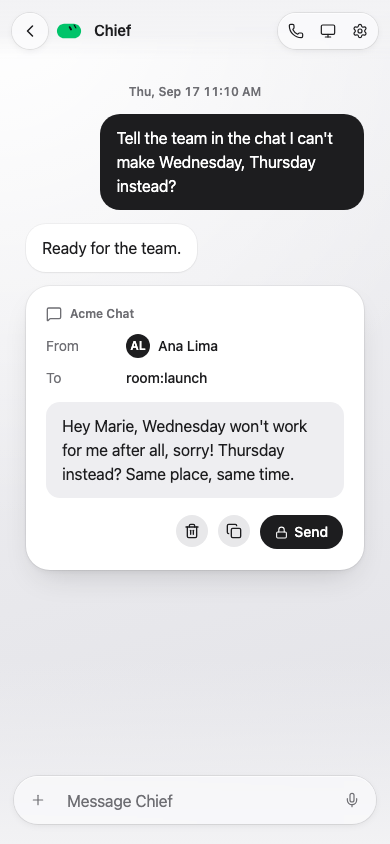 Chief
Thu, Sep 17 11:10 AM
Tell the team in the chat I can't
make Wednesday, Thursday
instead?
Ready for the team.
Acme Chat
From AL Ana Lima
To room:launch
Hey Marie, Wednesday won't work
for me after all, sorry! Thursday
instead? Same place, same time.
Send
Message Chief